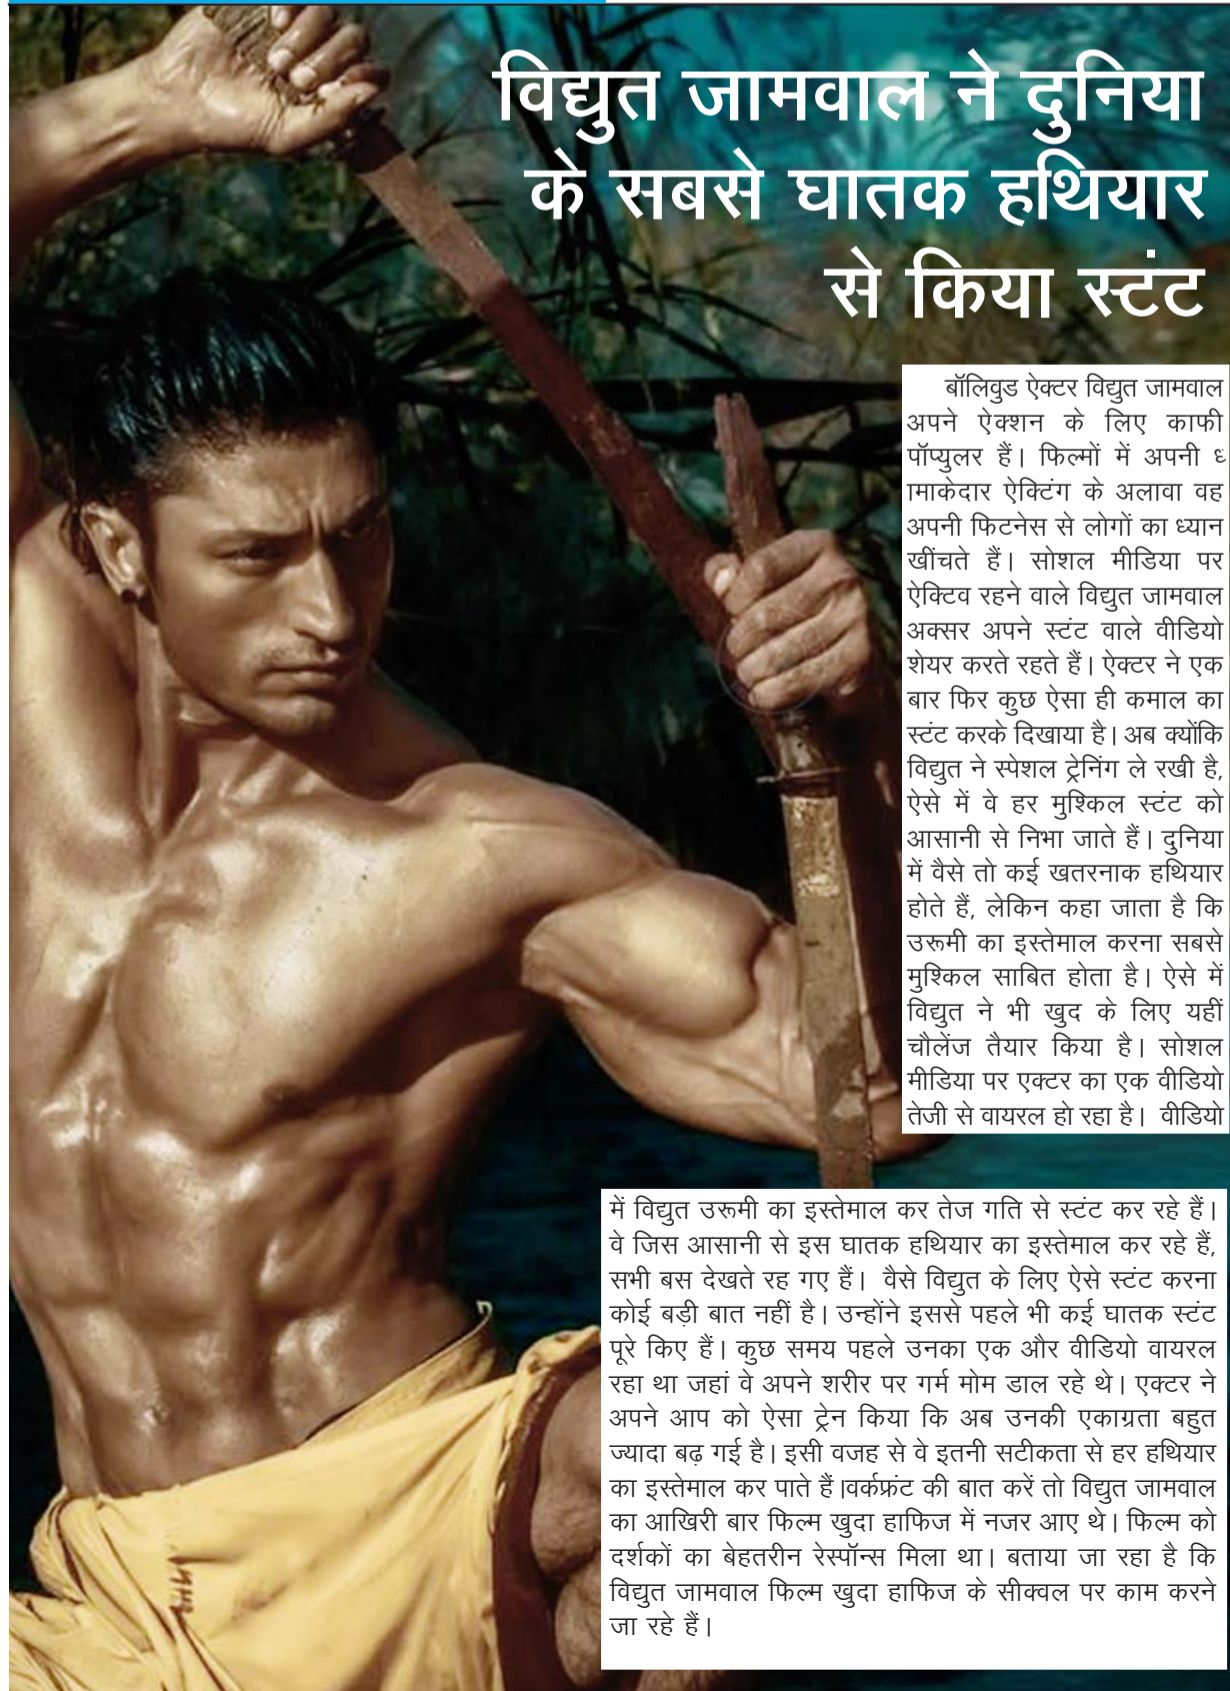 विद्युत जामवाल ने दुनिया
के सबसे घातक हथियार
से किया स्टंट
बॉलिवुड ऐक्टर विद्युत जामवाल
अपने ऐक्शन के लिए काफी
पॉप्युलर हैं। फिल्मों में अपनी ध
ामाकेदार ऐक्टिंग के अलावा वह
अपनी फिटनेस से लोगों का ध्यान
खींचते हैं। सोशल मीडिया पर
ऐक्टिव रहने वाले विद्युत जामवाल
अक्सर अपने स्टंट वाले वीडियो
शेयर करते रहते हैं। ऐक्टर ने एक
बार फिर कुछ ऐसा ही कमाल का
स्टंट करके दिखाया है। अब क्योंकि
विद्युत ने स्पेशल ट्रेनिंग ले रखी है,
ऐसे में वे हर मुश्किल स्टंट को
आसानी से निभा जाते हैं। दुनिया
में वैसे तो कई खतरनाक हथियार
होते हैं, लेकिन कहा जाता है कि
उरूमी का इस्तेमाल करना सबसे
मुश्किल साबित होता है। ऐसे में
विद्युत ने भी खुद के लिए यहीं
चौलेंज तैयार किया है। सोशल
मीडिया पर एक्टर का एक वीडियो
तेजी से वायरल हो रहा है। वीडियो
में विद्युत उरूमी का इस्तेमाल कर तेज गति से स्टंट कर रहे हैं।
वे जिस आसानी से इस घातक हथियार का इस्तेमाल कर रहे हैं,
सभी बस देखते रह गए हैं। वैसे विद्युत के लिए ऐसे स्टंट करना
कोई बड़ी बात नहीं है। उन्होंने इससे पहले भी कई घातक स्टंट
पूरे किए हैं। कुछ समय पहले उनका एक और वीडियो वायरल
रहा था जहां वे अपने शरीर पर गर्म मोम डाल रहे थे। एक्टर ने
अपने आप को ऐसा ट्रेन किया कि अब उनकी एकाग्रता बहुत
ज्यादा बढ़ गई है। इसी वजह से वे इतनी सटीकता से हर हथियार
का इस्तेमाल कर पाते हैं।वर्कफ्रंट की बात करें तो विद्युत जामवाल
का आखिरी बार फिल्म खुदा हाफिज में नजर आए थे। फिल्म को
दर्शकों का बेहतरीन रेस्पॉन्स मिला था। बताया जा रहा है कि
विद्युत जामवाल फिल्म खुदा हाफिज के सीक्वल पर काम करने
जा रहे हैं।